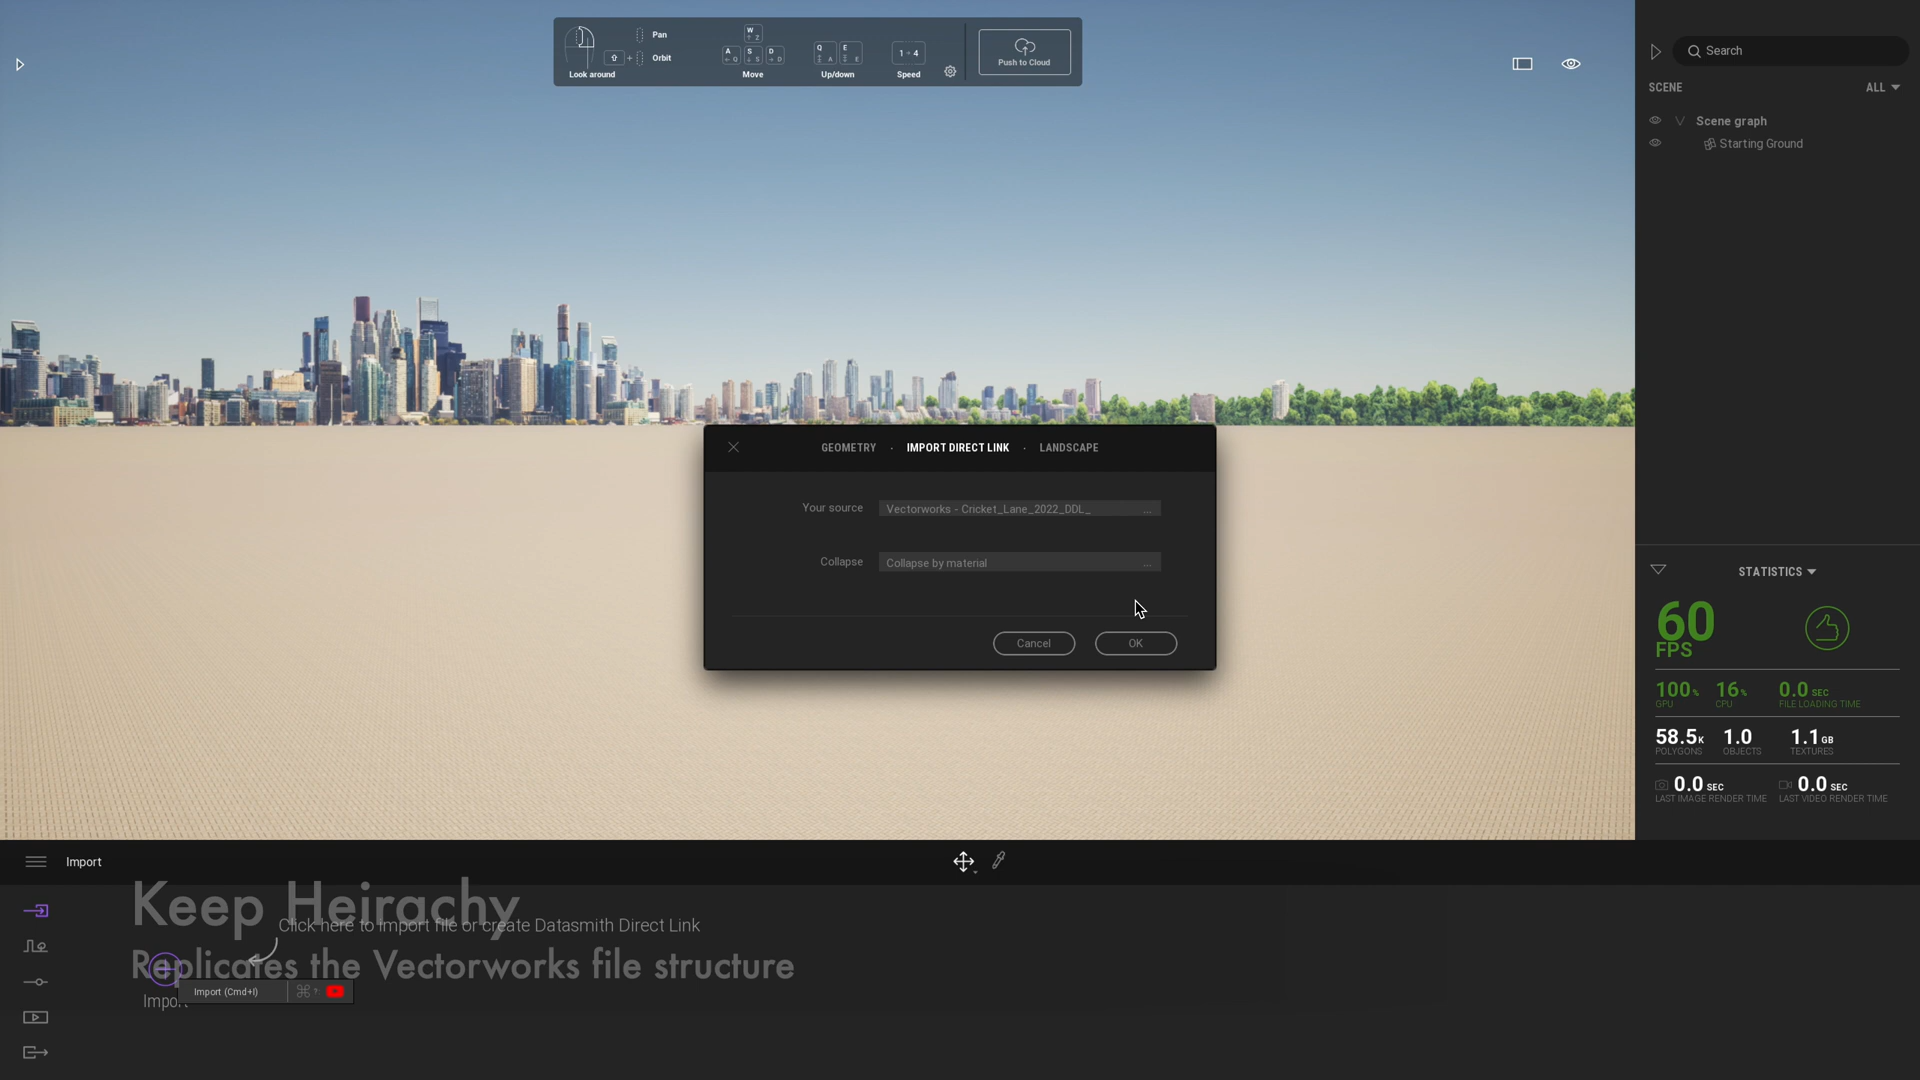 Pan
Orbit
Look around
W
Z
A
S
D
Q
S
D
Move
Q
E
A
E
Up/down
1 - 4
Speed
Push to Cloud
Search
SCENE
ALL
Scene graph
Starting Ground
GEOMETRY · IMPORT DIRECT LINK · LANDSCAPE
Your source
Vectorworks - Cricket_Lane_2022_DDL_ ...
Collapse
Collapse by material ...
Cancel
OK
STATISTICS
60
FPS
100 %
GPU
16 %
CPU
0.0 SEC
FILE LOADING TIME
58.5 K
POLYGONS
1.0
OBJECTS
1.1 GB
TEXTURES
0.0 SEC
LAST IMAGE RENDER TIME
0.0 SEC
LAST VIDEO RENDER TIME
Import
Keep Heirachy
Click here to import file or create Datasmith Direct Link
Replicates the Vectorworks file structure
Import (Cmd+I)
Import